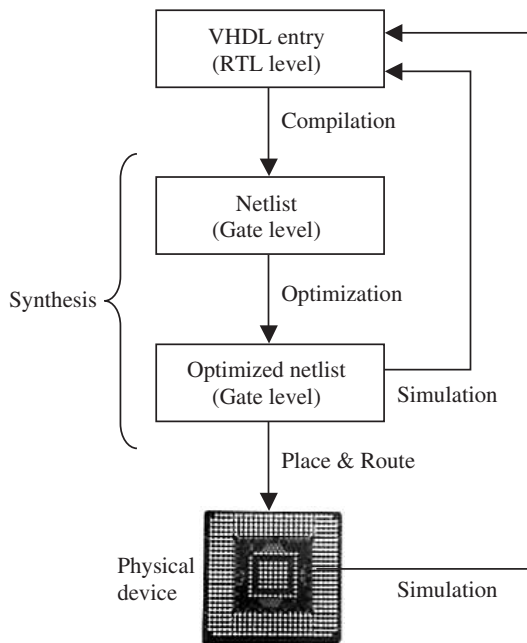 VHDL entry
(RTL level)
Compilation
Netlist
(Gate level)
Synthesis
Optimization
Optimized netlist
(Gate level)
Simulation
Place & Route
Physical
device
Simulation